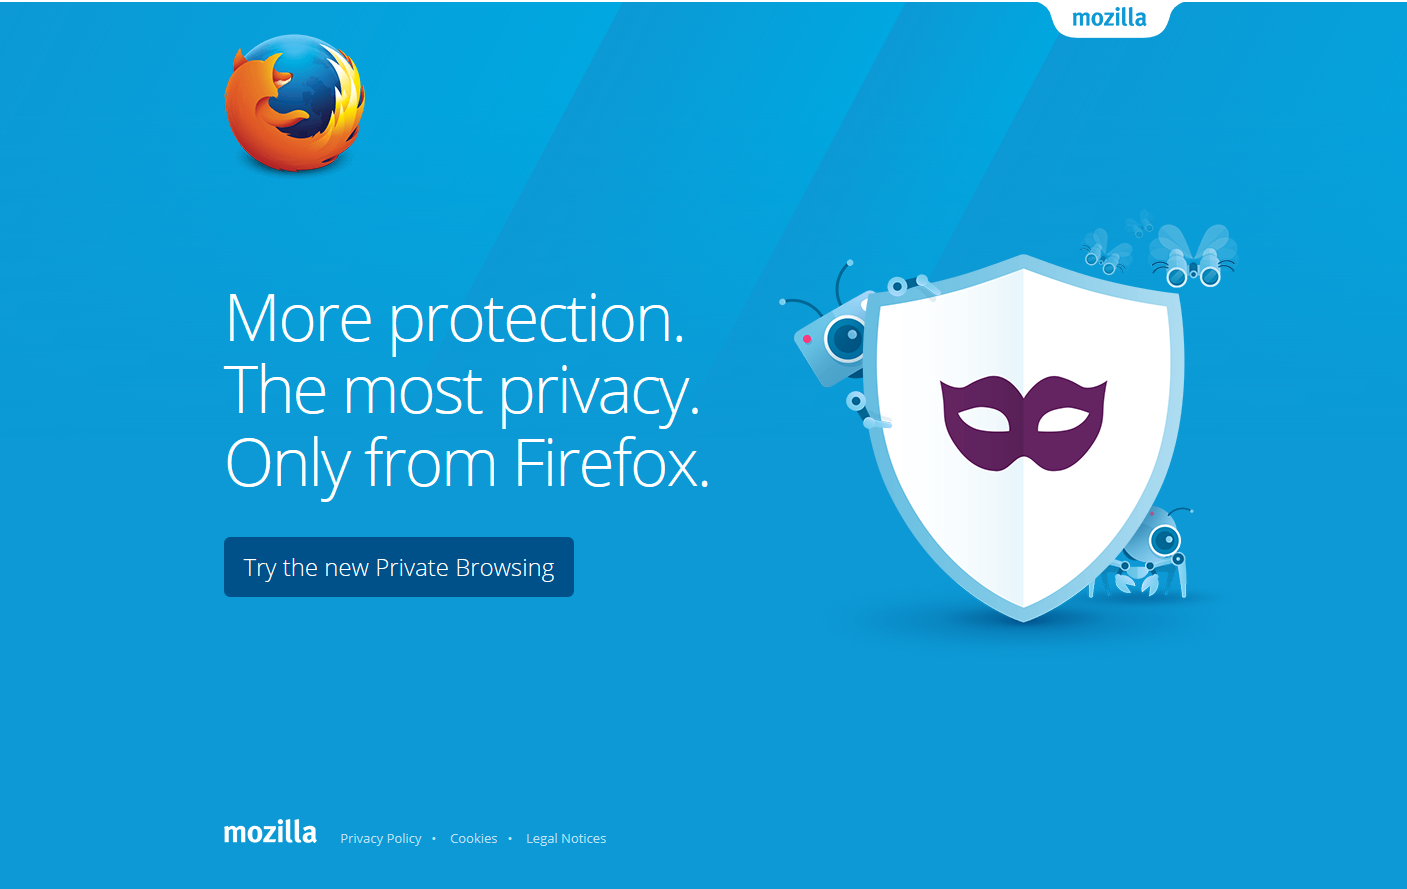 mozilla
More protection.
The most privacy.
Only from Firefox.
Try the new Private Browsing
mozilla Privacy Policy • Cookies • Legal Notices